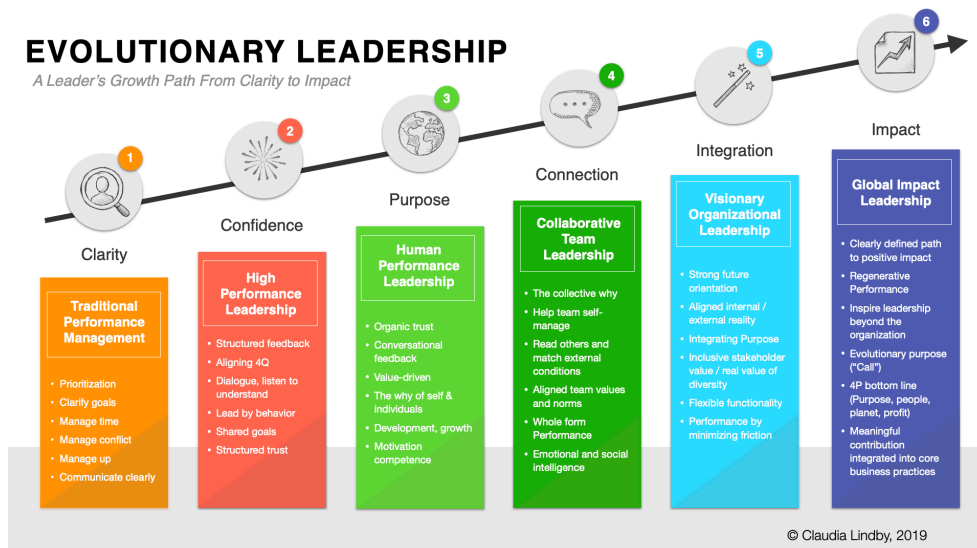 EVOLUTIONARY LEADERSHIP
A Leader's Growth Path From Clarity to Impact
1
Clarity
Traditional
Performance
Management
• Prioritization
• Clarify goals
• Manage time
• Manage conflict
• Manage up
• Communicate clearly
2
Confidence
High
Performance
Leadership
• Structured feedback
• Aligning 4Q
• Dialogue, listen to
understand
• Lead by behavior
• Shared goals
• Structured trust
3
Purpose
Human
Performance
Leadership
• Organic trust
• Conversational
feedback
• Value-driven
• The why of self &
individuals
• Development, growth
• Motivation
competence
4
Connection
Collaborative
Team
Leadership
• The collective why
• Help team self-
manage
• Read others and
match external
conditions
• Aligned team values
and norms
• Whole form
Performance
• Emotional and social
intelligence
5
Integration
Visionary
Organizational
Leadership
• Strong future
orientation
• Aligned internal /
external reality
• Integrating Purpose
• Inclusive stakeholder
value / real value of
diversity
• Flexible functionality
• Performance by
minimizing friction
6
Impact
Global Impact
Leadership
• Clearly defined path
to positive impact
• Regenerative
Performance
• Inspire leadership
beyond the
organization
• Evolutionary purpose
("Call")
• 4P bottom line
(Purpose, people,
planet, profit)
• Meaningful
contribution
integrated into core
business practices
© Claudia Lindby, 2019